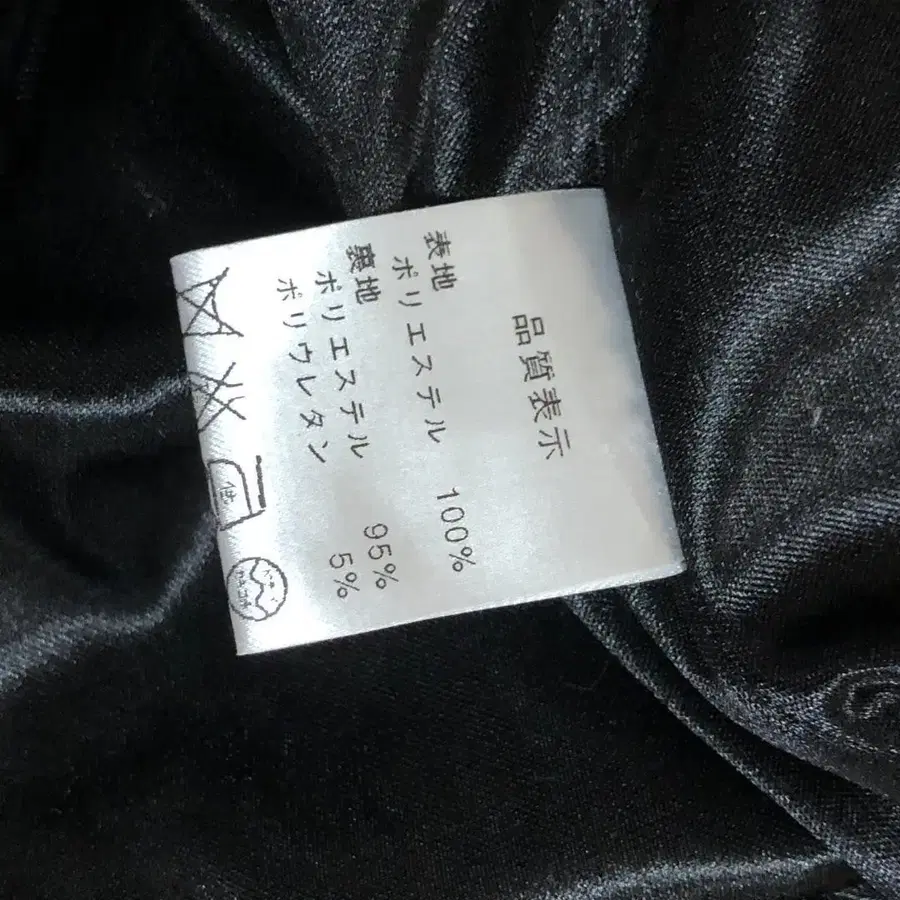 品質表示
表地
ポリエステル 100%
裏地
ポリエステル 95%
ポリウレタン 5%